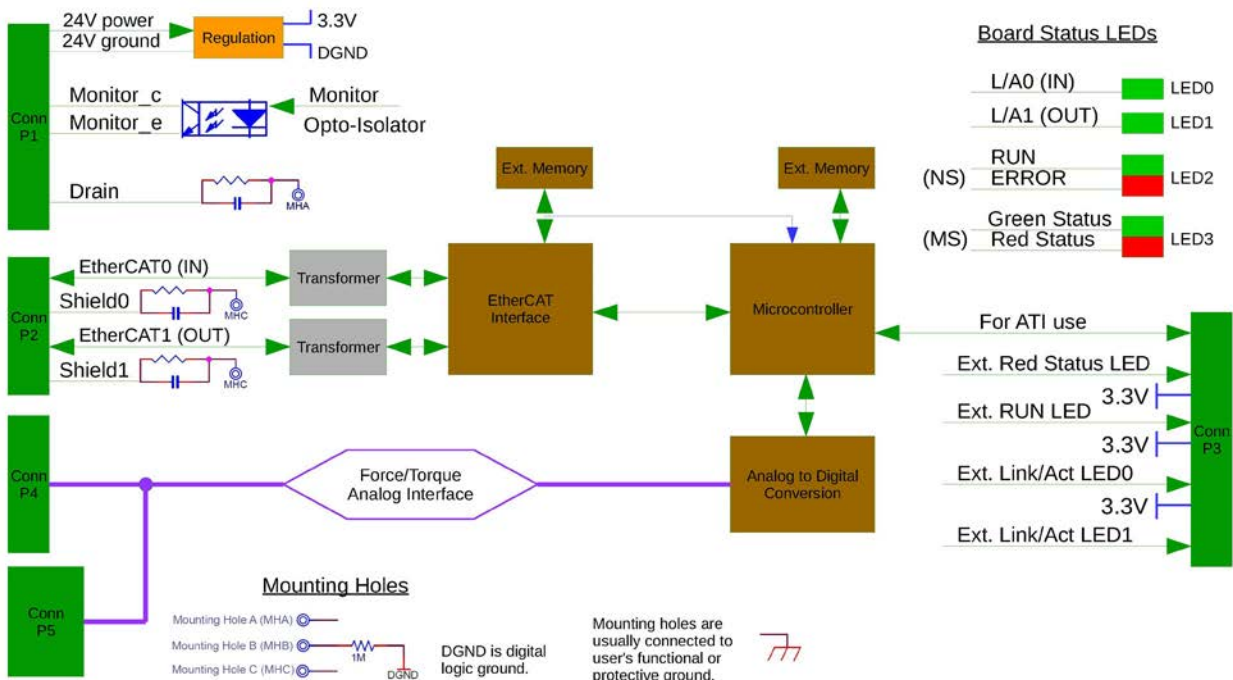 24V power
24V ground
Regulation
3.3V
DGND
Conn
P1
Monitor_c
Monitor_e
Monitor
Opto-Isolator
Drain
MHA
Board Status LEDs
L/A0 (IN)
LED0
L/A1 (OUT)
LED1
(NS)
RUN
ERROR
LED2
(MS)
Green Status
Red Status
LED3
Ext. Memory
Ext. Memory
Conn
P2
EtherCAT0 (IN)
Shield0
MHC
EtherCAT1 (OUT)
Shield1
MHC
Transformer
Transformer
EtherCAT
Interface
Microcontroller
For ATI use
Ext. Red Status LED
3.3V
Ext. RUN LED
3.3V
Ext. Link/Act LED0
3.3V
Ext. Link/Act LED1
Conn
P3
Conn
P4
Force/Torque
Analog Interface
Analog to Digital
Conversion
Conn
P5
Mounting Holes
Mounting Hole A (MHA)
Mounting Hole B (MHB)
1M
Mounting Hole C (MHC)
DGND
DGND is digital
logic ground.
Mounting holes are
usually connected to
user's functional or
protective ground.